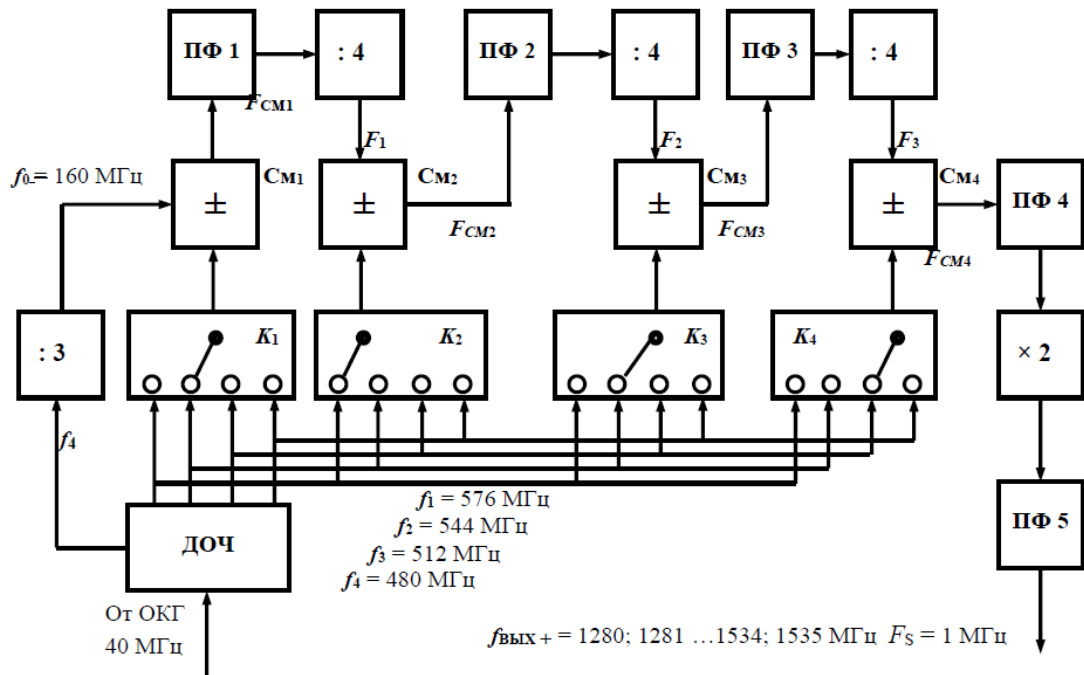 ПФ 1
: 4
ПФ 2
: 4
ПФ 3
: 4
FСМ1
F1
F2
F3
f0 = 160 МГц
±
См1
±
См2
±
См3
±
См4
ПФ 4
FСМ2
FСМ3
FСМ4
: 3
K1
K2
K3
K4
× 2
f4
ДОЧ
f1 = 576 МГц
f2 = 544 МГц
f3 = 512 МГц
f4 = 480 МГц
ПФ 5
От ОКГ
40 МГц
fВЫХ + = 1280; 1281 …1534; 1535 МГц FS = 1 МГц